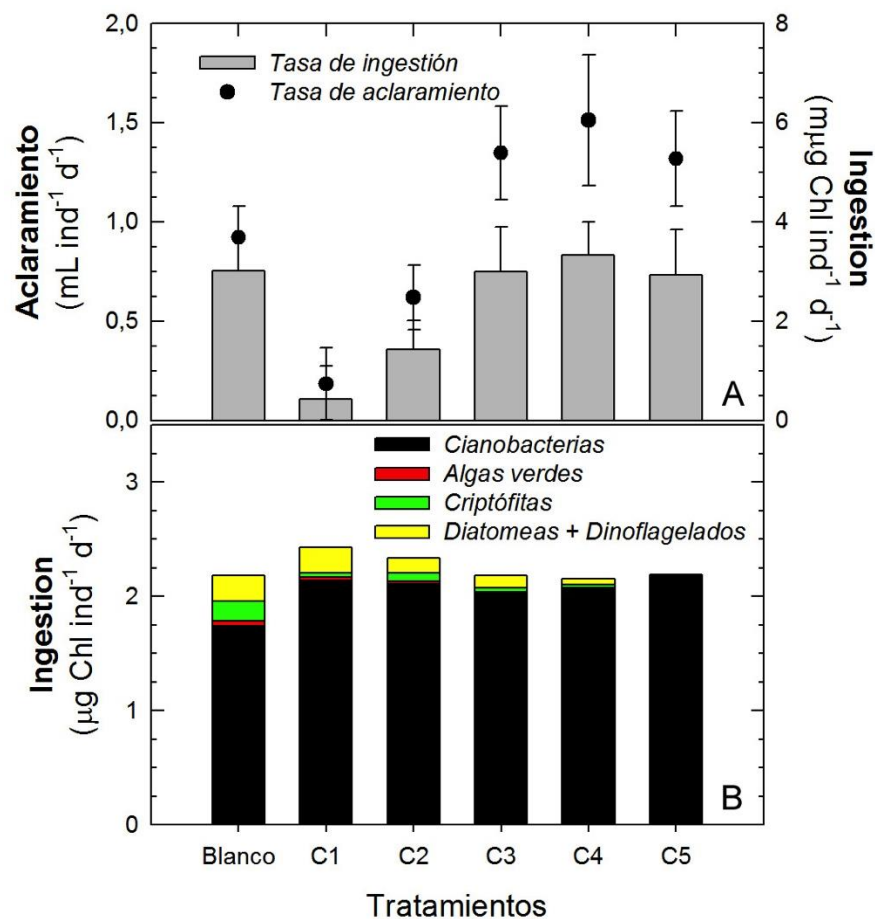 2,0
1,5
1,0
0,5
0,0
Aclaramiento
(mL ind-1 d-1)
Tasa de ingestión
Tasa de aclaramiento
A
8
6
4
2
0
Ingestion
(mµg Chl ind-1 d-1)
3
2
1
0
Ingestion
(µg Chl ind-1 d-1)
Cianobacterias
Algas verdes
Criptófitas
Diatomeas + Dinoflagelados
B
Blanco C1 C2 C3 C4 C5
Tratamientos